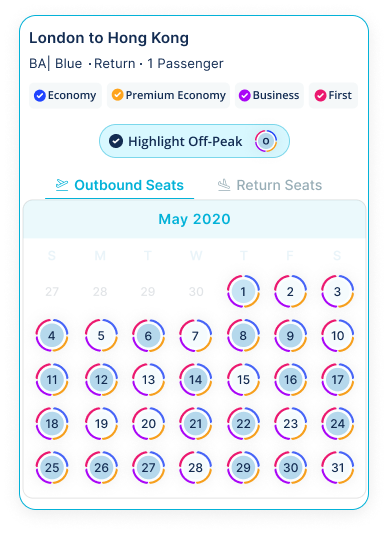 London to Hong Kong
BA| Blue · Return · 1 Passenger
Economy Premium Economy Business First
Highlight Off-Peak 0
Outbound Seats Return Seats
May 2020
S M T W T F S
27 28 29 30 1 2 3
4 5 6 7 8 9 10
11 12 13 14 15 16 17
18 19 20 21 22 23 24
25 26 27 28 29 30 31